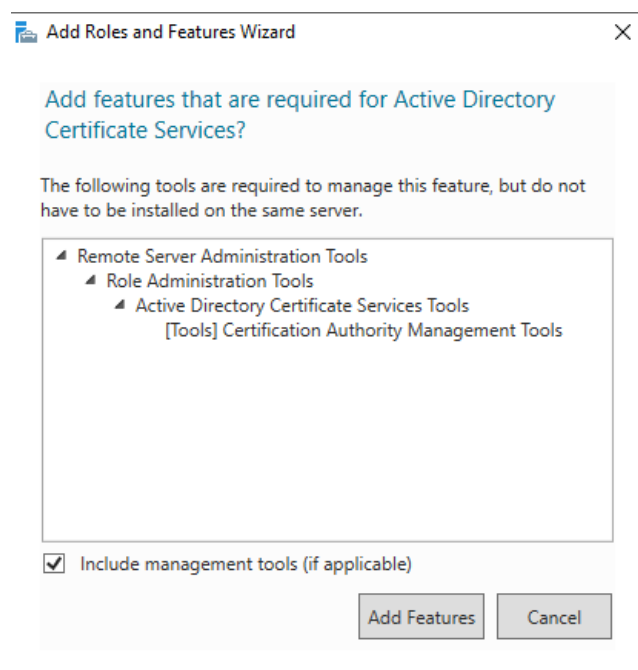 Add Roles and Features Wizard
Add features that are required for Active Directory
Certificate Services?
The following tools are required to manage this feature, but do not
have to be installed on the same server.
Remote Server Administration Tools
Role Administration Tools
Active Directory Certificate Services Tools
[Tools] Certification Authority Management Tools
Include management tools (if applicable)
Add Features
Cancel